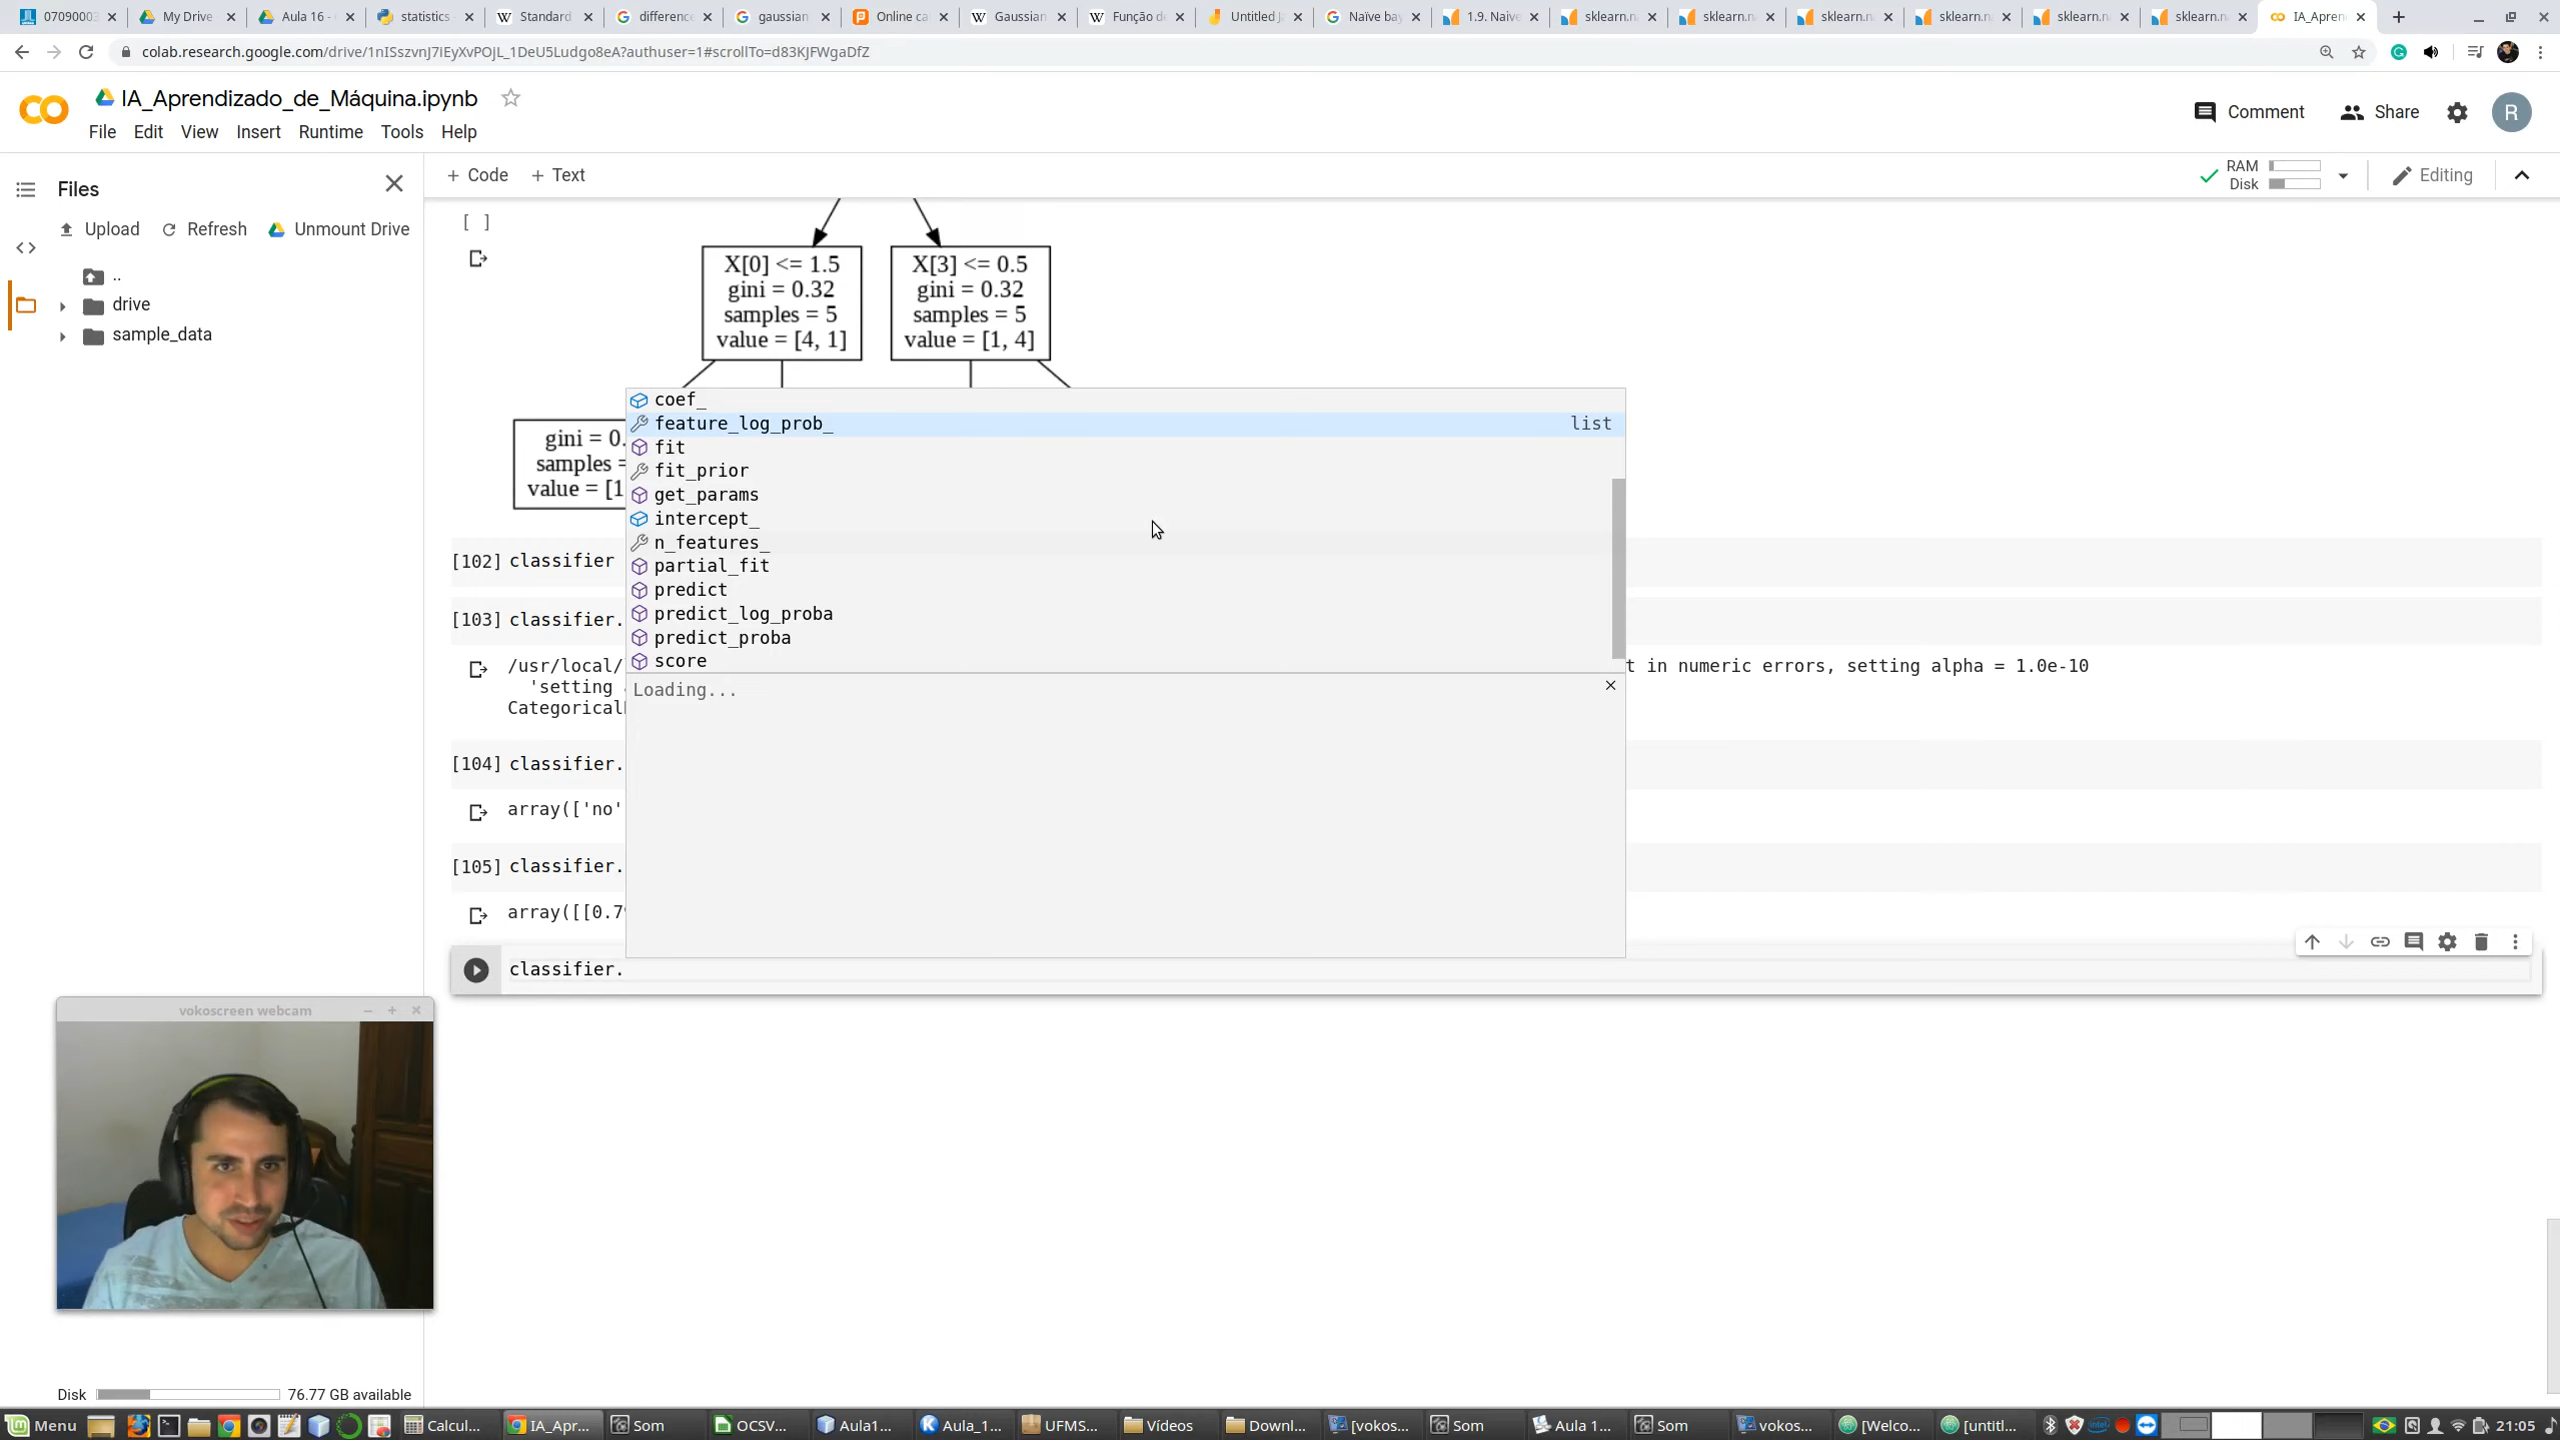 0709000
My Drive
Aula 16 -
statistics
Standard
differenc
gaussian
Online ca
Gaussian
Função d
Untitled J
Naïve bay
1.9. Naive
sklearn.n
sklearn.n
sklearn.n
sklearn.n
sklearn.n
sklearn.n
IA_Apren
colab.research.google.com/drive/1nISszvnJ7iEyXvPOJL_1DeU5Ludgo8eA?authuser=1#scrollTo=d83KJFWgaDfZ
IA_Aprendizado_de_Máquina.ipynb
Comment
Share
R
File Edit View Insert Runtime Tools Help
Files
+ Code + Text
RAM
Disk
Editing
Upload Refresh Unmount Drive
..
drive
sample_data
[ ]
X[0] <= 1.5
gini = 0.32
samples = 5
value = [4, 1]
X[3] <= 0.5
gini = 0.32
samples = 5
value = [1, 4]
gini = 0.
samples =
value = [1
coef_
feature_log_prob_ list
fit
fit_prior
get_params
intercept_
n_features_
partial_fit
predict
predict_log_proba
predict_proba
score
Loading...
[102] classifier
[103] classifier.
/usr/local/
t in numeric errors, setting alpha = 1.0e-10
'setting
Categorical
[104] classifier.
array(['no'
[105] classifier.
array([[0.7
classifier.
vokoscreen webcam
Disk 76.77 GB available
Menu
Calcul...
IA_Apr...
Som
OCSV...
Aula1...
Aula_1...
UFMS...
Vídeos
Downl...
[vokos...
Som
Aula 1...
Som
vokos...
[Welco...
[untitl...
21:05